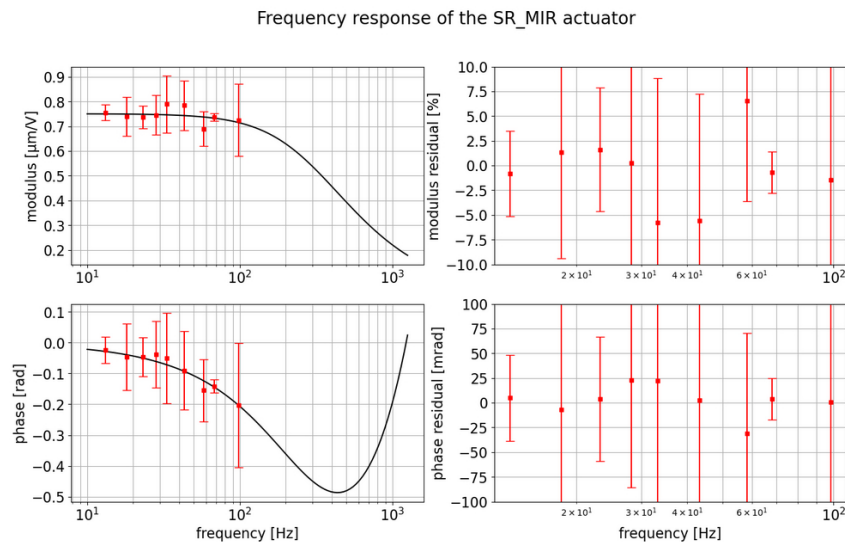 Frequency response of the SR_MIR actuator
modulus [μm/V]
0.9
0.8
0.7
0.6
0.5
0.4
0.3
0.2
10¹
10²
10³
modulus residual [%]
10.0
7.5
5.0
2.5
0.0
−2.5
−5.0
−7.5
−10.0
2 × 10¹
3 × 10¹
4 × 10¹
6 × 10¹
10²
phase [rad]
0.1
0.0
−0.1
−0.2
−0.3
−0.4
−0.5
10¹
10²
10³
frequency [Hz]
phase residual [mrad]
100
75
50
25
0
−25
−50
−75
−100
2 × 10¹
3 × 10¹
4 × 10¹
6 × 10¹
10²
frequency [Hz]